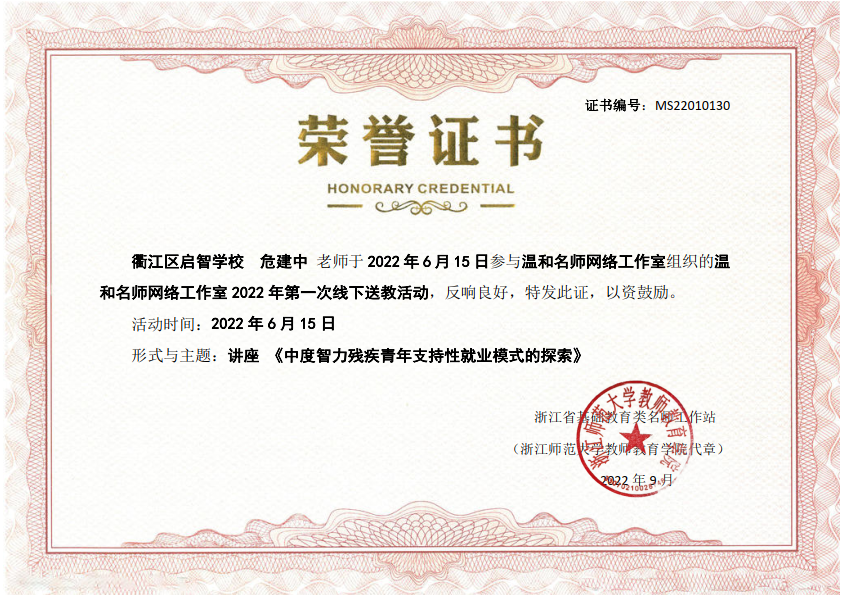 证书编号：MS22010130
荣誉证书
HONORARY CREDENTIAL
衢江区启智学校 危建中 老师于 2022 年 6 月 15 日参与温和名师网络工作室组织的温
和名师网络工作室 2022 年第一次线下送教活动，反响良好，特发此证，以资鼓励。
活动时间：2022 年 6 月 15 日
形式与主题：讲座 《中度智力残疾青年支持性就业模式的探索》
浙江省基础教育类名师工作站
（浙江师范大学教师教育学院代章）
2022 年 9 月
浙江师范大学教师教育学院